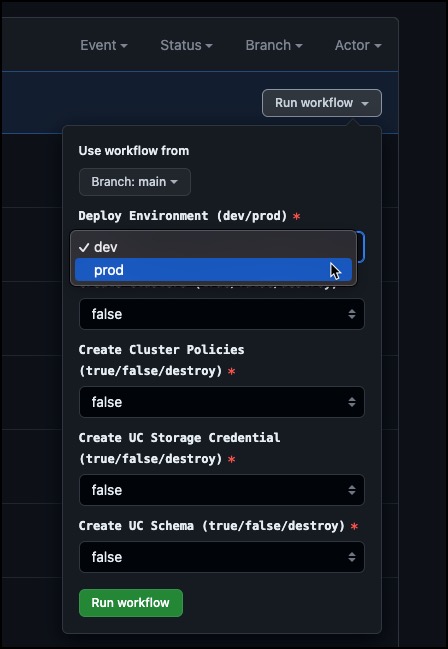 Event Status Branch Actor
Run workflow
Use workflow from
Branch: main
Deploy Environment (dev/prod) *
✓ dev
prod
false
Create Cluster Policies
(true/false/destroy) *
false
Create UC Storage Credential
(true/false/destroy) *
false
Create UC Schema (true/false/destroy) *
false
Run workflow